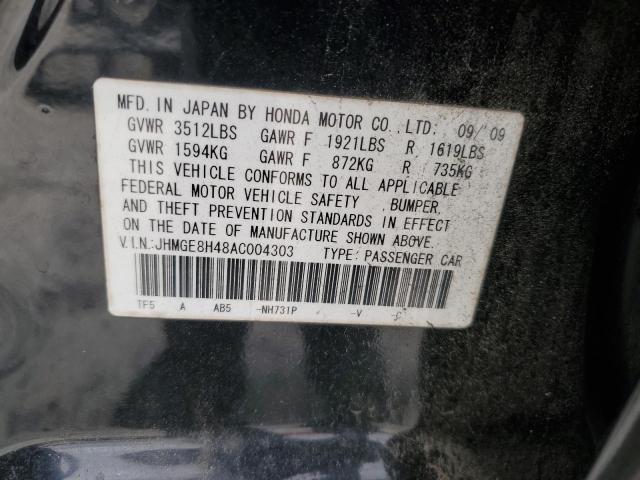 MFD. IN JAPAN BY HONDA MOTOR CO.,LTD. 09/09
GVWR 3512LBS GAWR F 1921LBS R 1619LBS
GVWR 1594KG GAWR F 872KG R 735KG
THIS VEHICLE CONFORMS TO ALL APPLICABLE
FEDERAL MOTOR VEHICLE SAFETY , BUMPER,
AND THEFT PREVENTION STANDARDS IN EFFECT
ON THE DATE OF MANUFACTURE SHOWN ABOVE.
V.I.N.:JHMGE8H48AC004303 TYPE: PASSENGER CAR
TF5 A AB5 -NH731P / -V -C